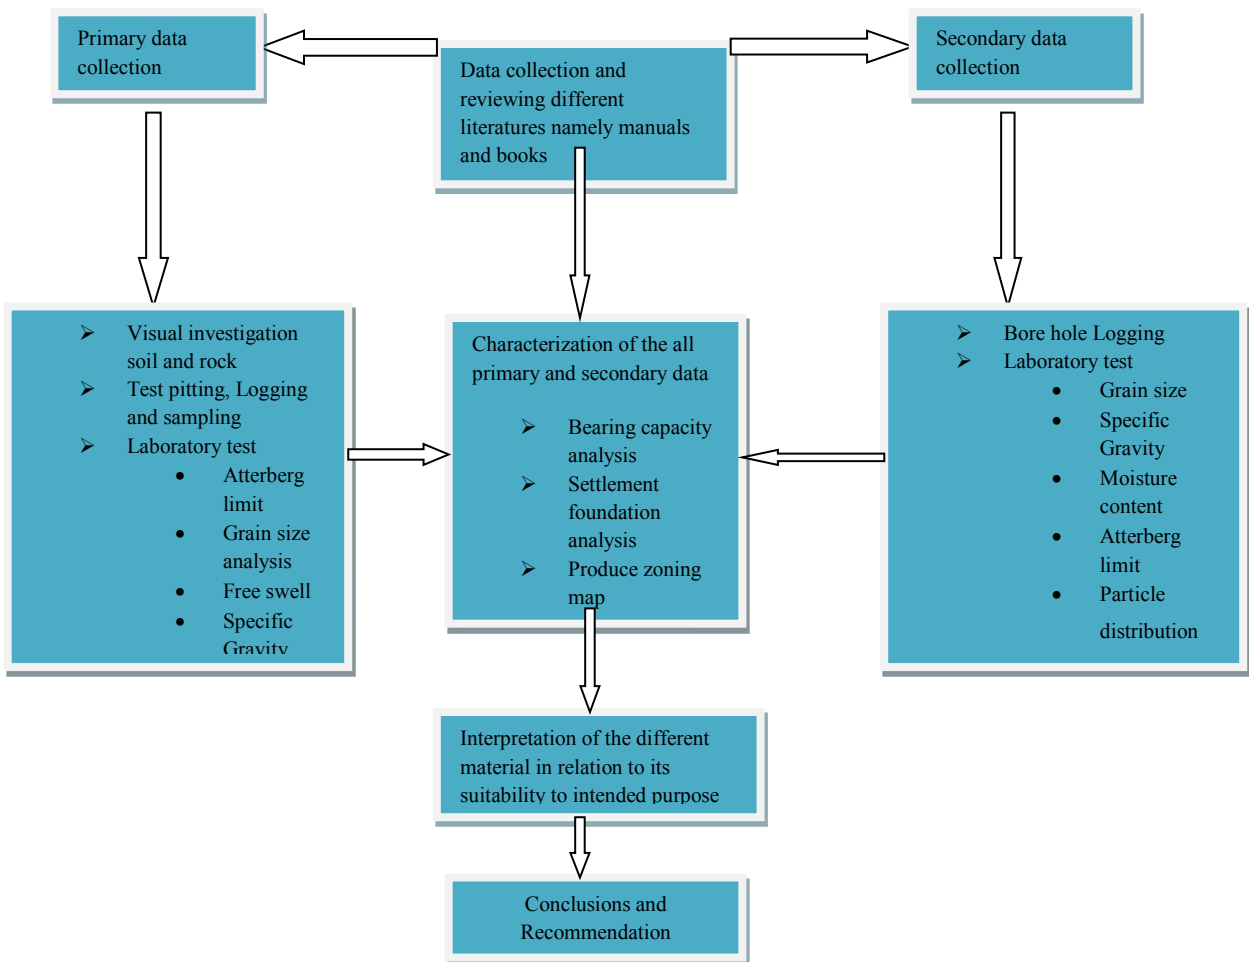 Primary data
collection
Data collection and
reviewing different
literatures namely manuals
and books
Secondary data
collection
➢ Visual investigation
soil and rock
➢ Test pitting, Logging
and sampling
➢ Laboratory test
• Atterberg
limit
• Grain size
analysis
• Free swell
• Specific
Gravity
Characterization of the all
primary and secondary data
➢ Bearing capacity
analysis
➢ Settlement
foundation
analysis
➢ Produce zoning
map
➢ Bore hole Logging
➢ Laboratory test
• Grain size
• Specific
Gravity
• Moisture
content
• Atterberg
limit
• Particle
distribution
Interpretation of the different
material in relation to its
suitability to intended purpose
Conclusions and
Recommendation